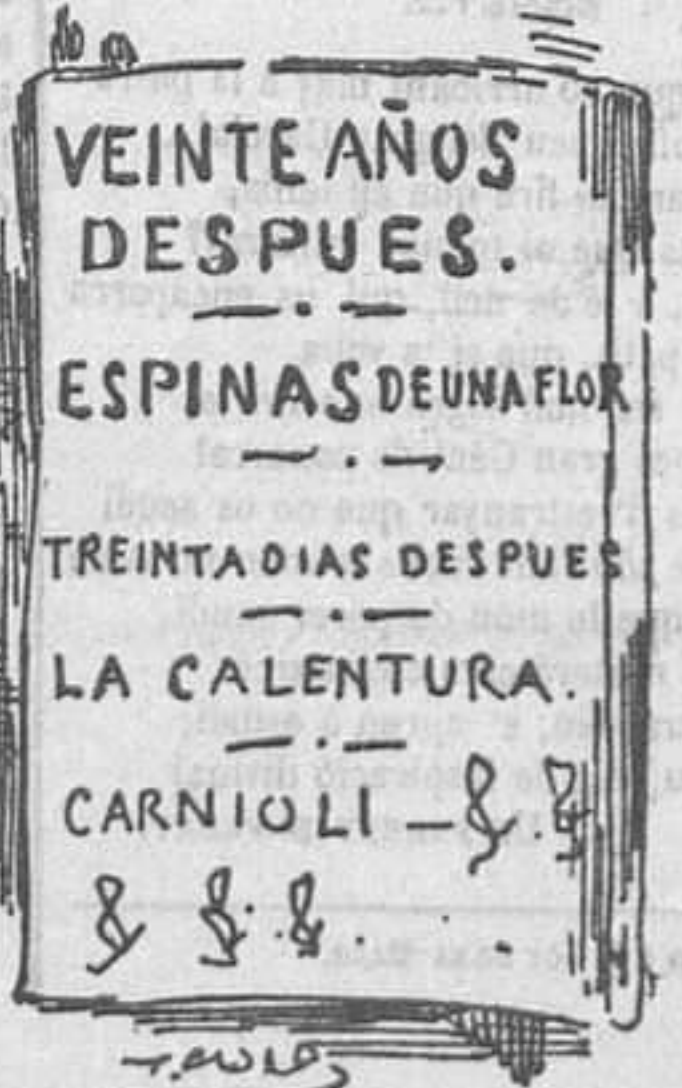 VEINTE AÑOS
DESPUES.
ESPINAS DE UNA FLOR
TREINTA DIAS DESPUES
LA CALENTURA.
CARNIOLI — & . &
& & . & . . .